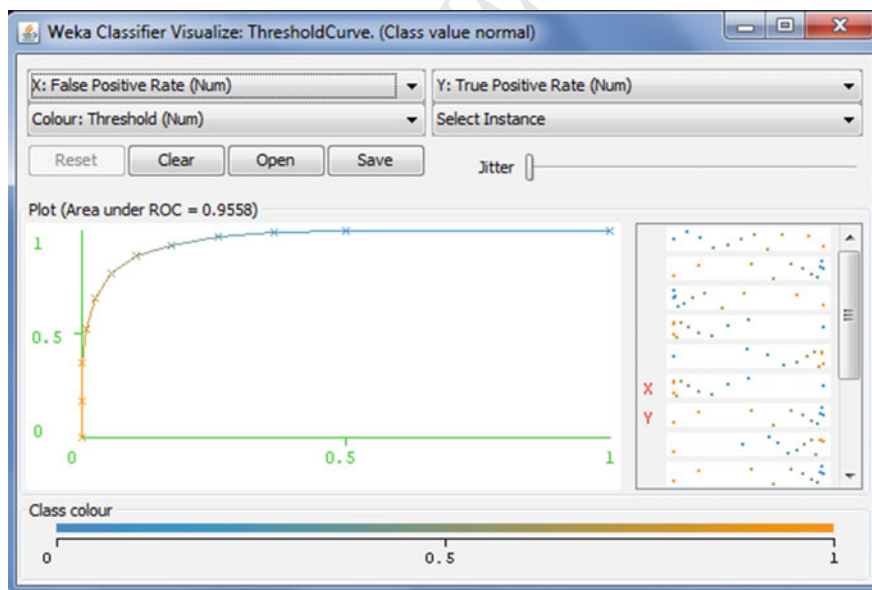 Weka Classifier Visualize: ThresholdCurve. (Class value normal)
X: False Positive Rate (Num)
Y: True Positive Rate (Num)
Colour: Threshold (Num)
Select Instance
Reset
Clear
Open
Save
Jitter
Plot (Area under ROC = 0.9558)
1
0.5
0
0
0.5
1
X
Y
Class colour
0
0.5
1